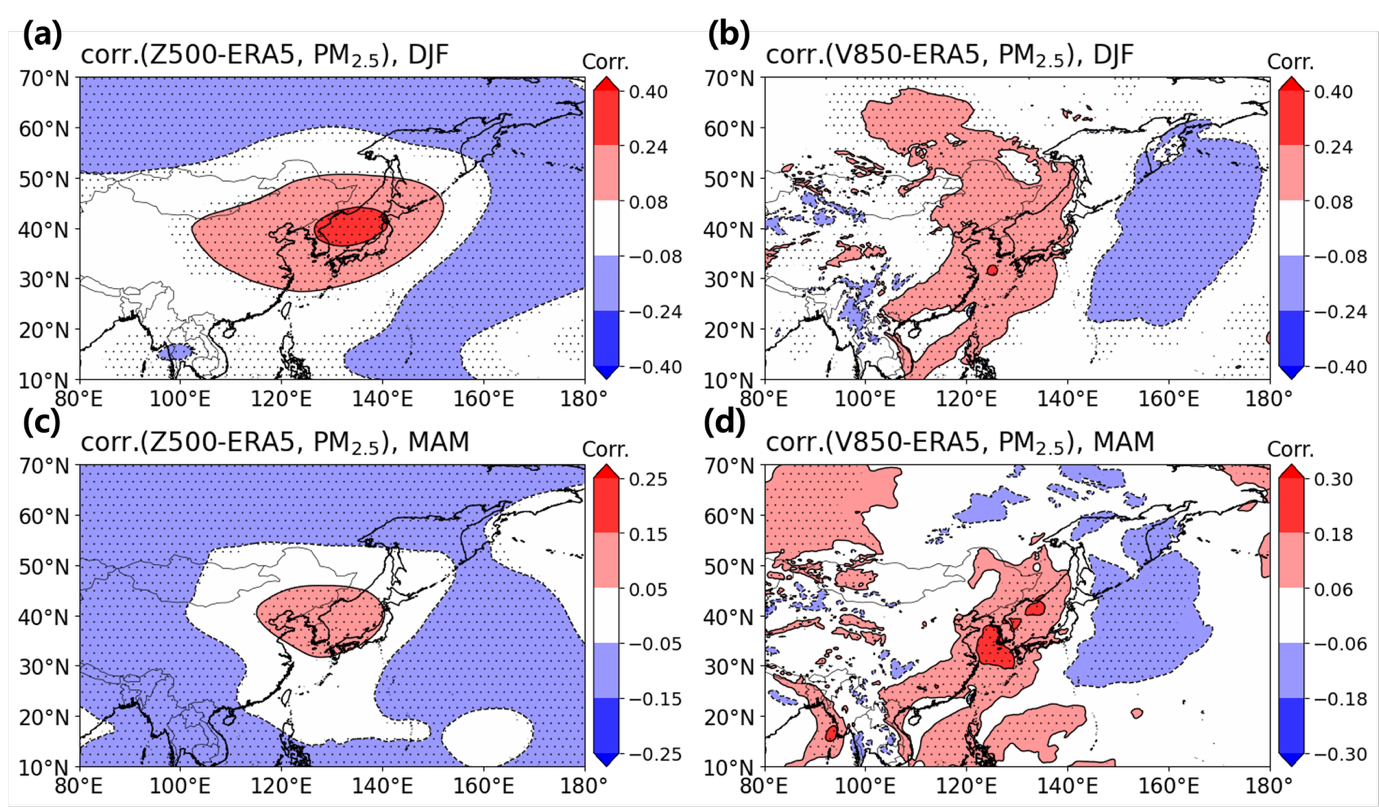 (a)
corr.(Z500-ERA5, PM2.5), DJF
Corr.
70°N
60°N
50°N
40°N
30°N
20°N
10°N
80°E
100°E
120°E
140°E
160°E
180°
0.40
0.24
0.08
−0.08
−0.24
−0.40
(b)
corr.(V850-ERA5, PM2.5), DJF
Corr.
70°N
60°N
50°N
40°N
30°N
20°N
10°N
80°E
100°E
120°E
140°E
160°E
180°
0.40
0.24
0.08
−0.08
−0.24
−0.40
(c)
corr.(Z500-ERA5, PM2.5), MAM
Corr.
70°N
60°N
50°N
40°N
30°N
20°N
10°N
80°E
100°E
120°E
140°E
160°E
180°
0.25
0.15
0.05
−0.05
−0.15
−0.25
(d)
corr.(V850-ERA5, PM2.5), MAM
Corr.
70°N
60°N
50°N
40°N
30°N
20°N
10°N
80°E
100°E
120°E
140°E
160°E
180°
0.30
0.18
0.06
−0.06
−0.18
−0.30